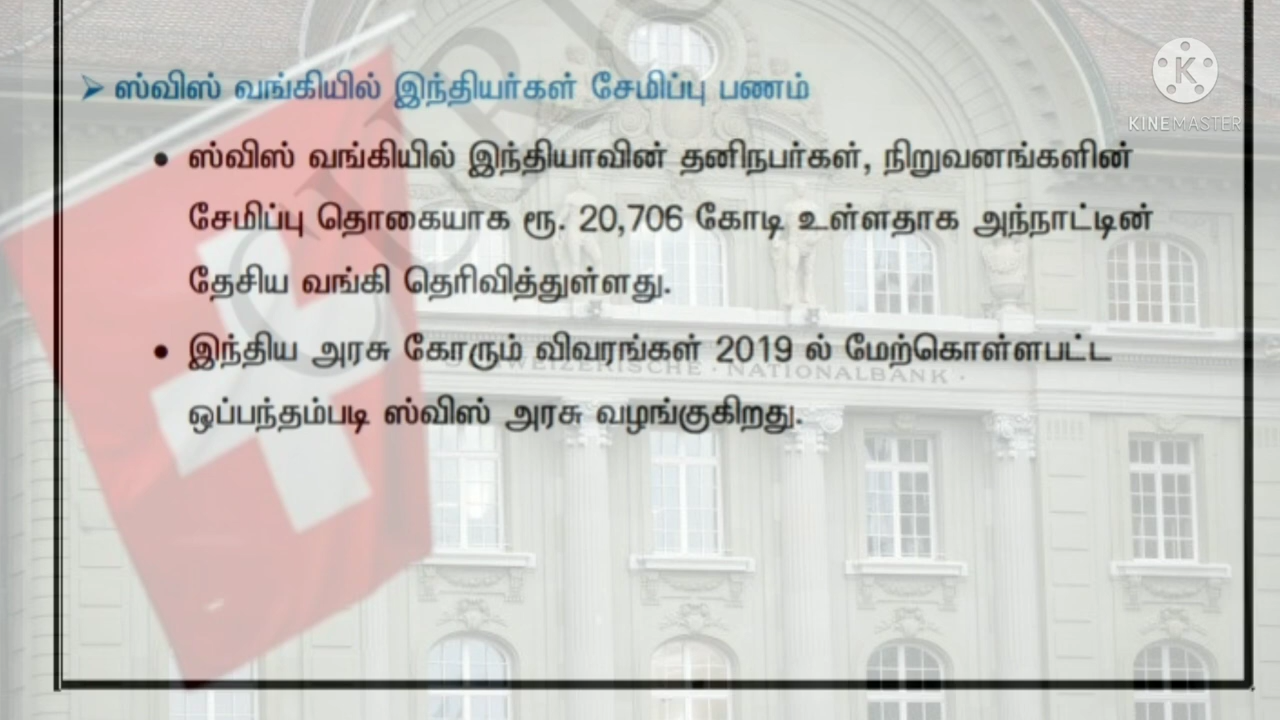 ➢ ஸ்விஸ் வங்கியில் இந்தியர்கள் சேமிப்பு பணம்
• ஸ்விஸ் வங்கியில் இந்தியாவின் தனிநபர்கள், நிறுவனங்களின்
சேமிப்பு தொகையாக ரூ. 20,706 கோடி உள்ளதாக அந்நாட்டின்
தேசிய வங்கி தெரிவித்துள்ளது.
• இந்திய அரசு கோரும் விவரங்கள் 2019 ல் மேற்கொள்ளபட்ட
ஒப்பந்தம்படி ஸ்விஸ் அரசு வழங்குகிறது.
K
KINEMASTER
SCHWEIZERISCHE · NATIONALBANK ·